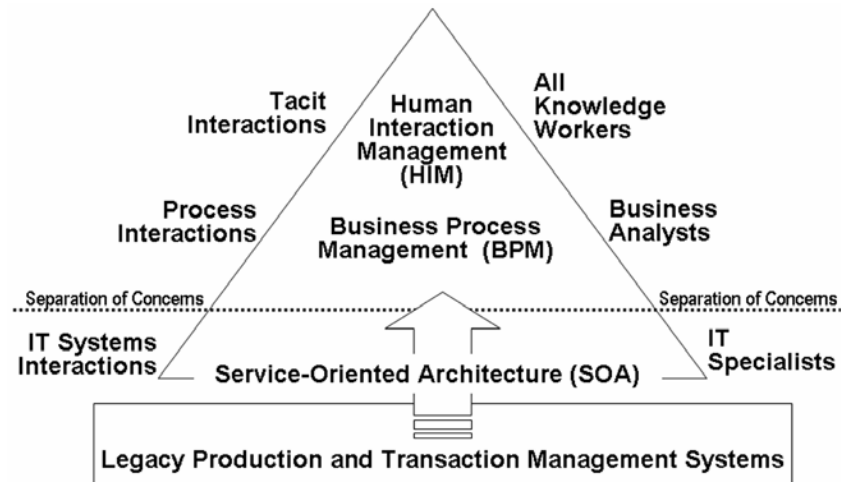 Tacit
Interactions
Human
Interaction
Management
(HIM)
All
Knowledge
Workers
Process
Interactions
Business Process
Management (BPM)
Business
Analysts
Separation of Concerns
Separation of Concerns
IT Systems
Interactions
IT
Specialists
Service-Oriented Architecture (SOA)
Legacy Production and Transaction Management Systems